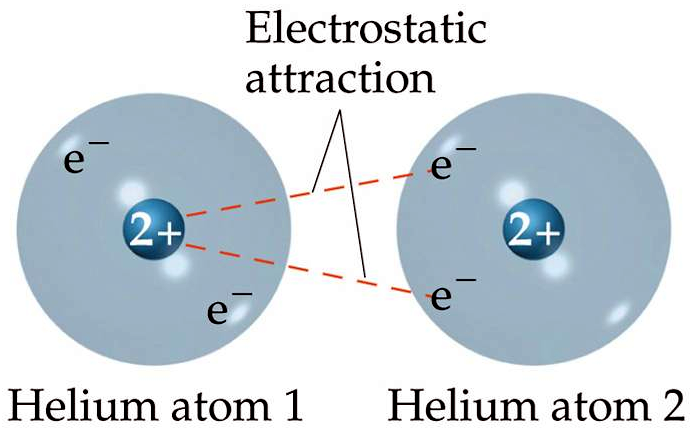 Electrostatic
attraction
e⁻
e⁻
2+
2+
e⁻
e⁻
Helium atom 1
Helium atom 2